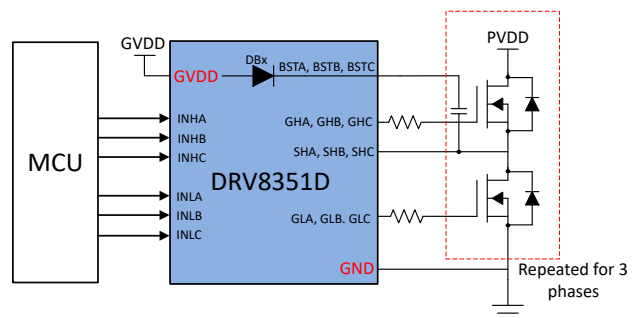 GVDD
PVDD
DBx
GVDD
BSTA, BSTB, BSTC
INHA
GHA, GHB, GHC
INHB
INHC
SHA, SHB, SHC
MCU
DRV8351D
INLA
INLB
GLA, GLB. GLC
INLC
GND
Repeated for 3
phases